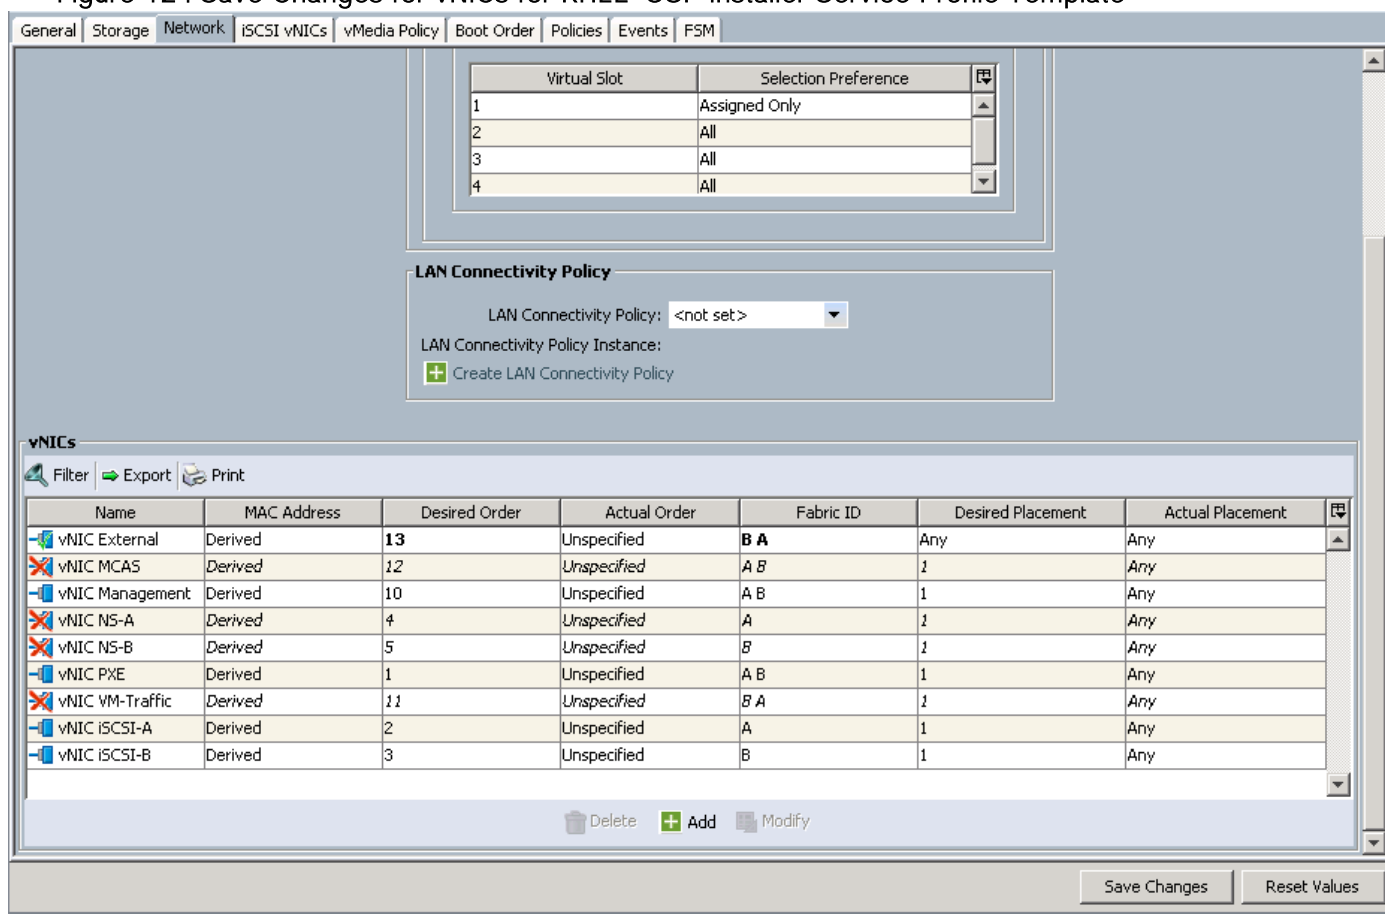 General Storage Network iSCSI vNICs vMedia Policy Boot Order Policies Events FSM
Virtual Slot Selection Preference
1 Assigned Only
2 All
3 All
4 All
LAN Connectivity Policy
LAN Connectivity Policy: <not set>
LAN Connectivity Policy Instance:
Create LAN Connectivity Policy
vNICs
Filter Export Print
Name MAC Address Desired Order Actual Order Fabric ID Desired Placement Actual Placement
vNIC External Derived 13 Unspecified B A Any Any
vNIC MCAS Derived 12 Unspecified A B 1 Any
vNIC Management Derived 10 Unspecified A B 1 Any
vNIC NS-A Derived 4 Unspecified A 1 Any
vNIC NS-B Derived 5 Unspecified B 1 Any
vNIC PXE Derived 1 Unspecified A B 1 Any
vNIC VM-Traffic Derived 11 Unspecified B A 1 Any
vNIC iSCSI-A Derived 2 Unspecified A 1 Any
vNIC iSCSI-B Derived 3 Unspecified B 1 Any
Delete Add Modify
Save Changes Reset Values